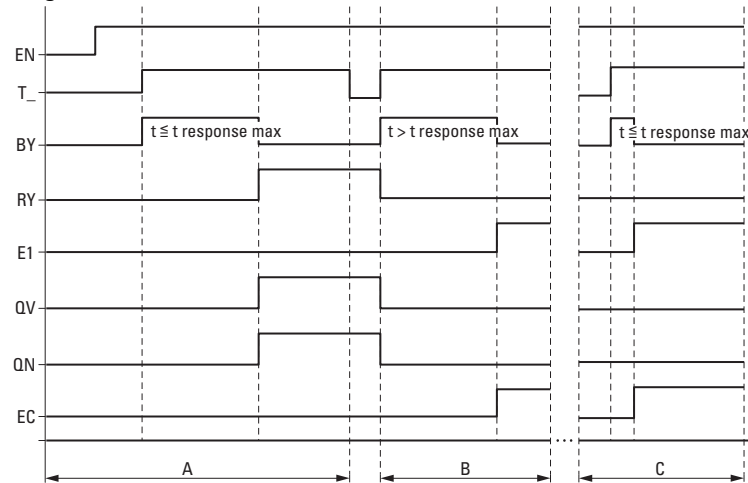 EN
T_
BY
t ≦ t response max
t > t response max
t ≦ t response max
RY
E1
QV
QN
EC
...
A
B
C